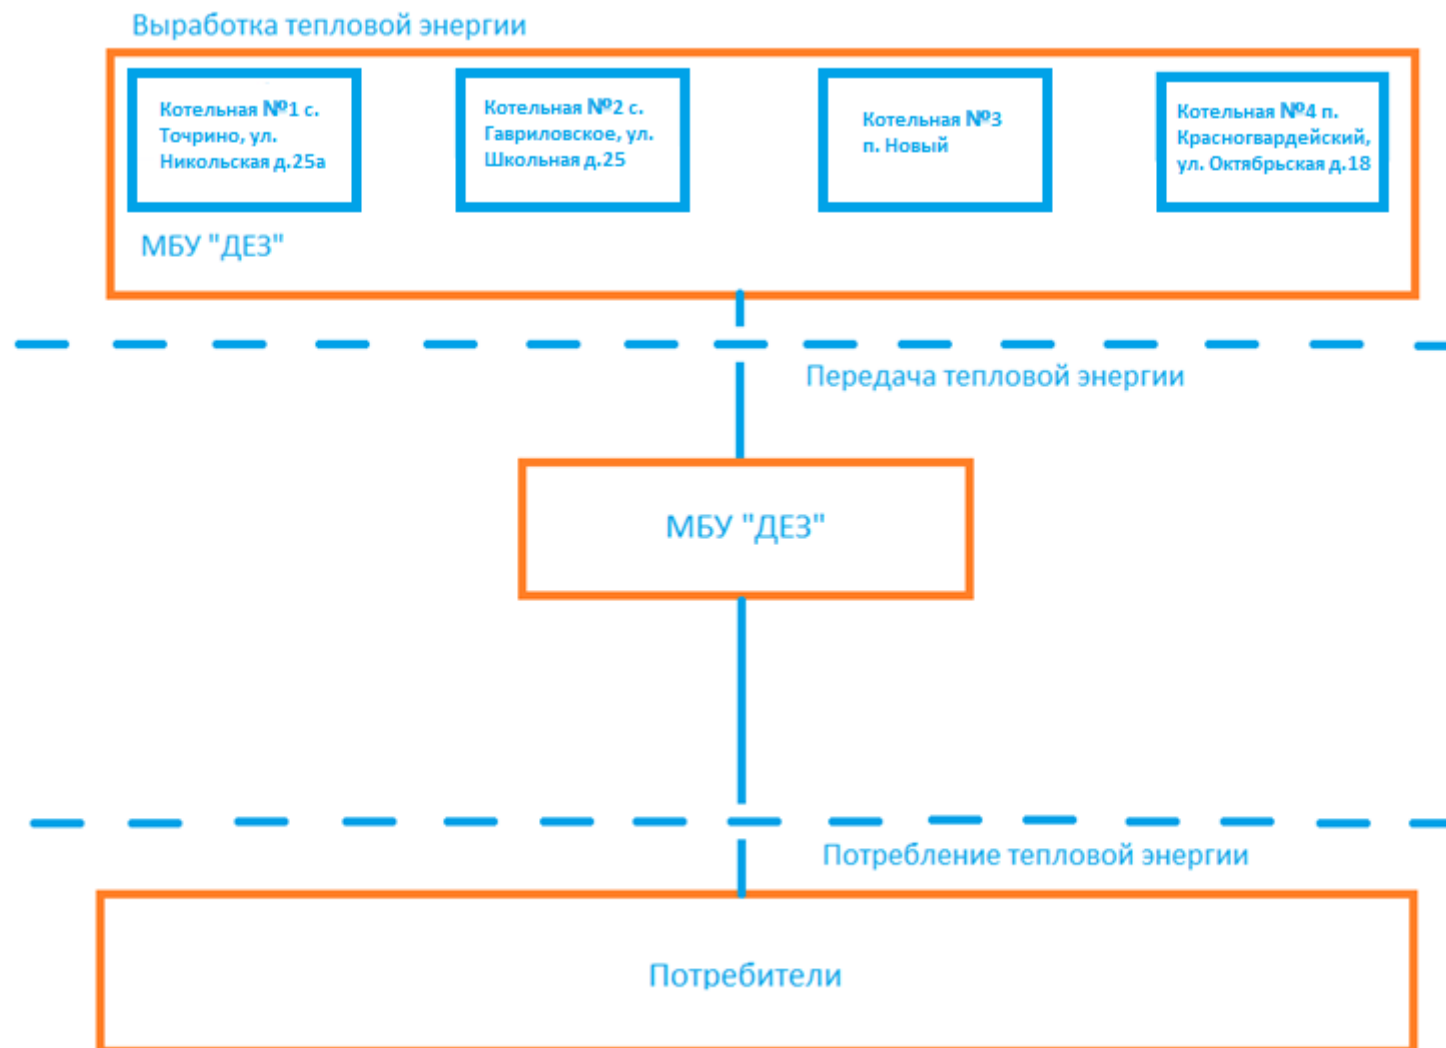 Выработка тепловой энергии
Котельная №1 с.
Точрино, ул.
Никольская д.25а
Котельная №2 с.
Гавриловское, ул.
Школьная д.25
Котельная №3
п. Новый
Котельная №4 п.
Красногвардейский,
ул. Октябрьская д.18
МБУ "ДЕЗ"
Передача тепловой энергии
МБУ "ДЕЗ"
Потребление тепловой энергии
Потребители